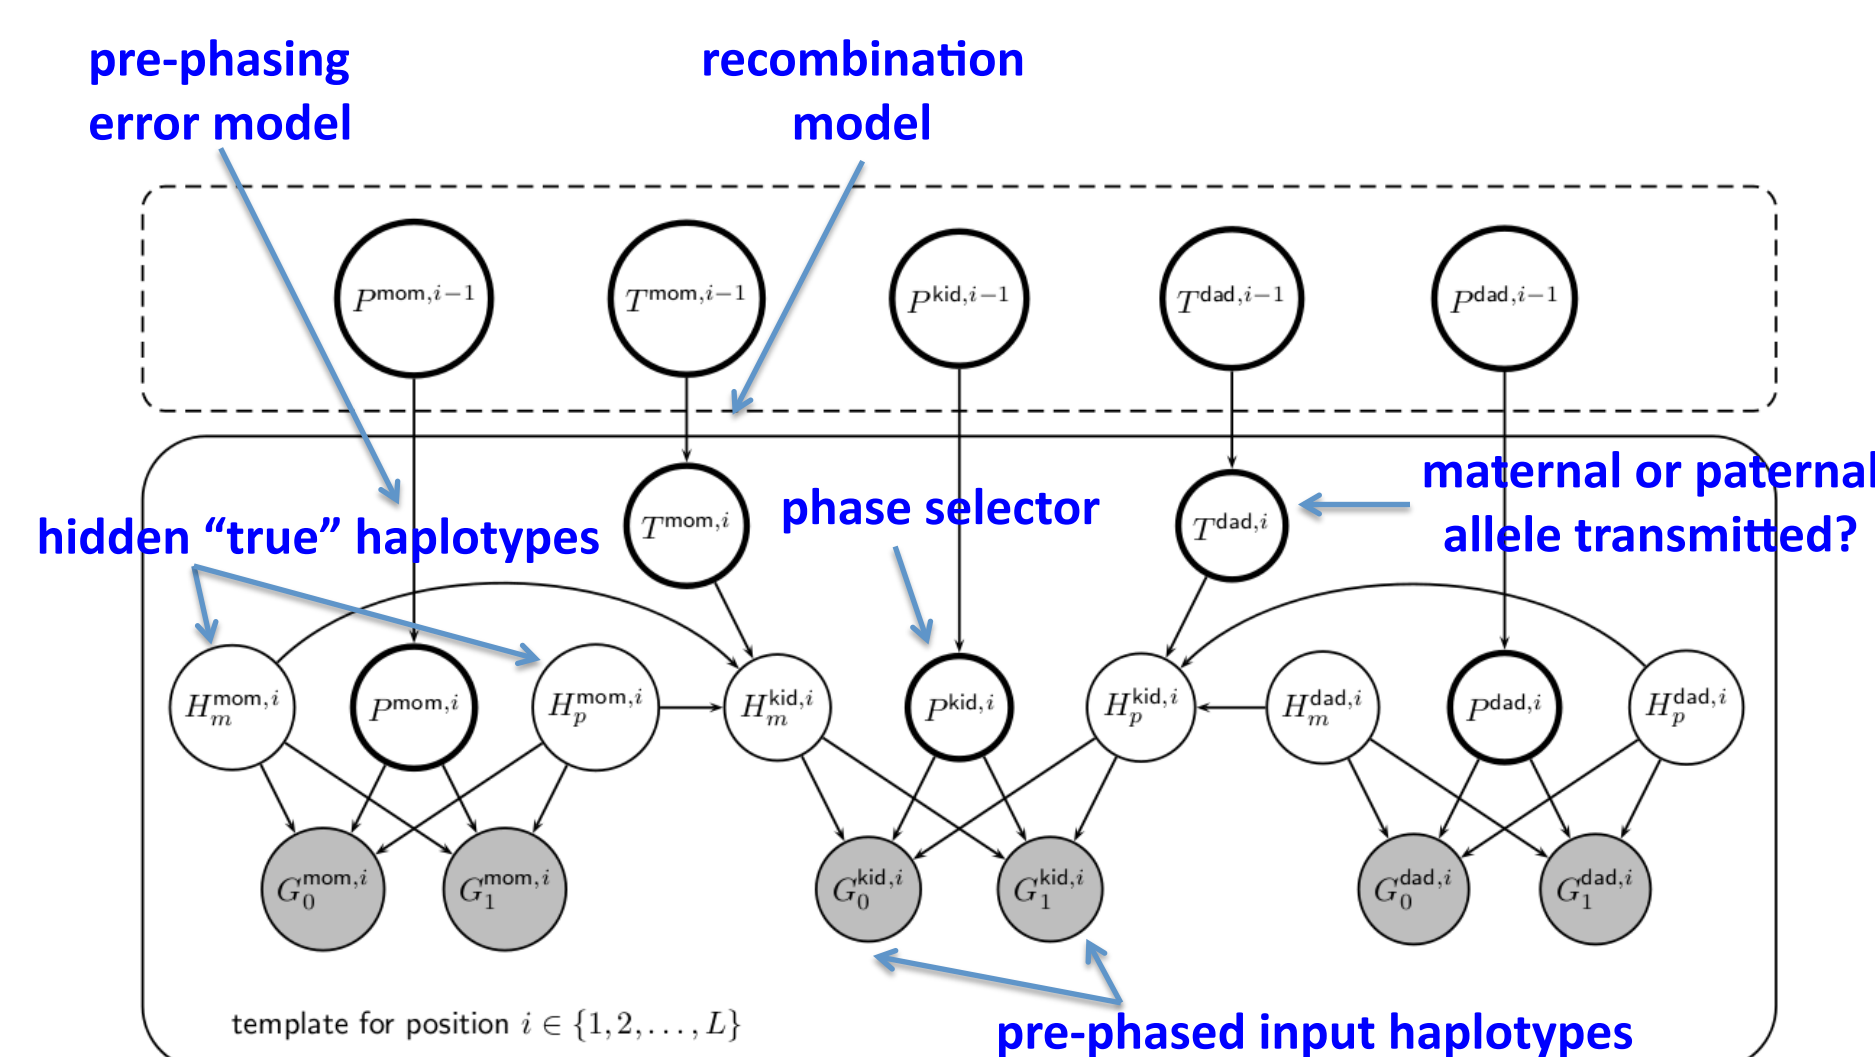 pre-phasing
error model
recombination
model
P^{mom,i−1}
T^{mom,i−1}
P^{kid,i−1}
T^{dad,i−1}
P^{dad,i−1}
maternal or paternal
allele transmitted?
phase selector
hidden “true” haplotypes
T^{mom,i}
T^{dad,i}
H_m^{mom,i}
P^{mom,i}
H_p^{mom,i}
H_m^{kid,i}
P^{kid,i}
H_p^{kid,i}
H_m^{dad,i}
P^{dad,i}
H_p^{dad,i}
G_0^{mom,i}
G_1^{mom,i}
G_0^{kid,i}
G_1^{kid,i}
G_0^{dad,i}
G_1^{dad,i}
template for position i ∈ {1, 2, . . . , L}
pre-phased input haplotypes